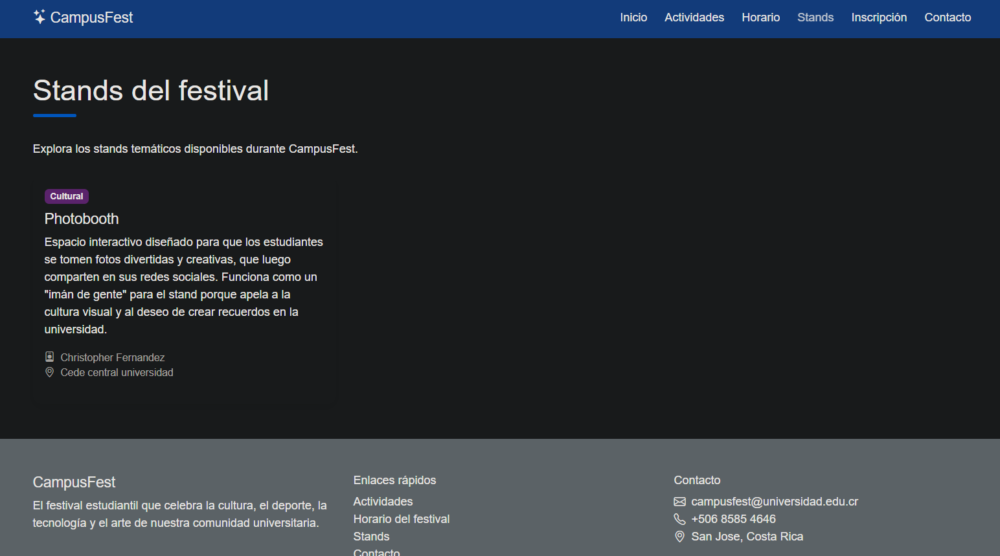 CampusFest
Inicio Actividades Horario Stands Inscripción Contacto
Stands del festival
Explora los stands temáticos disponibles durante CampusFest.
Cultural
Photobooth
Espacio interactivo diseñado para que los estudiantes
se tomen fotos divertidas y creativas, que luego
comparten en sus redes sociales. Funciona como un
"imán de gente" para el stand porque apela a la
cultura visual y al deseo de crear recuerdos en la
universidad.
Christopher Fernandez
Cede central universidad
CampusFest
El festival estudiantil que celebra la cultura, el deporte, la
tecnología y el arte de nuestra comunidad universitaria.
Enlaces rápidos
Actividades
Horario del festival
Stands
Contacto
Contacto
campusfest@universidad.edu.cr
+506 8585 4646
San Jose, Costa Rica